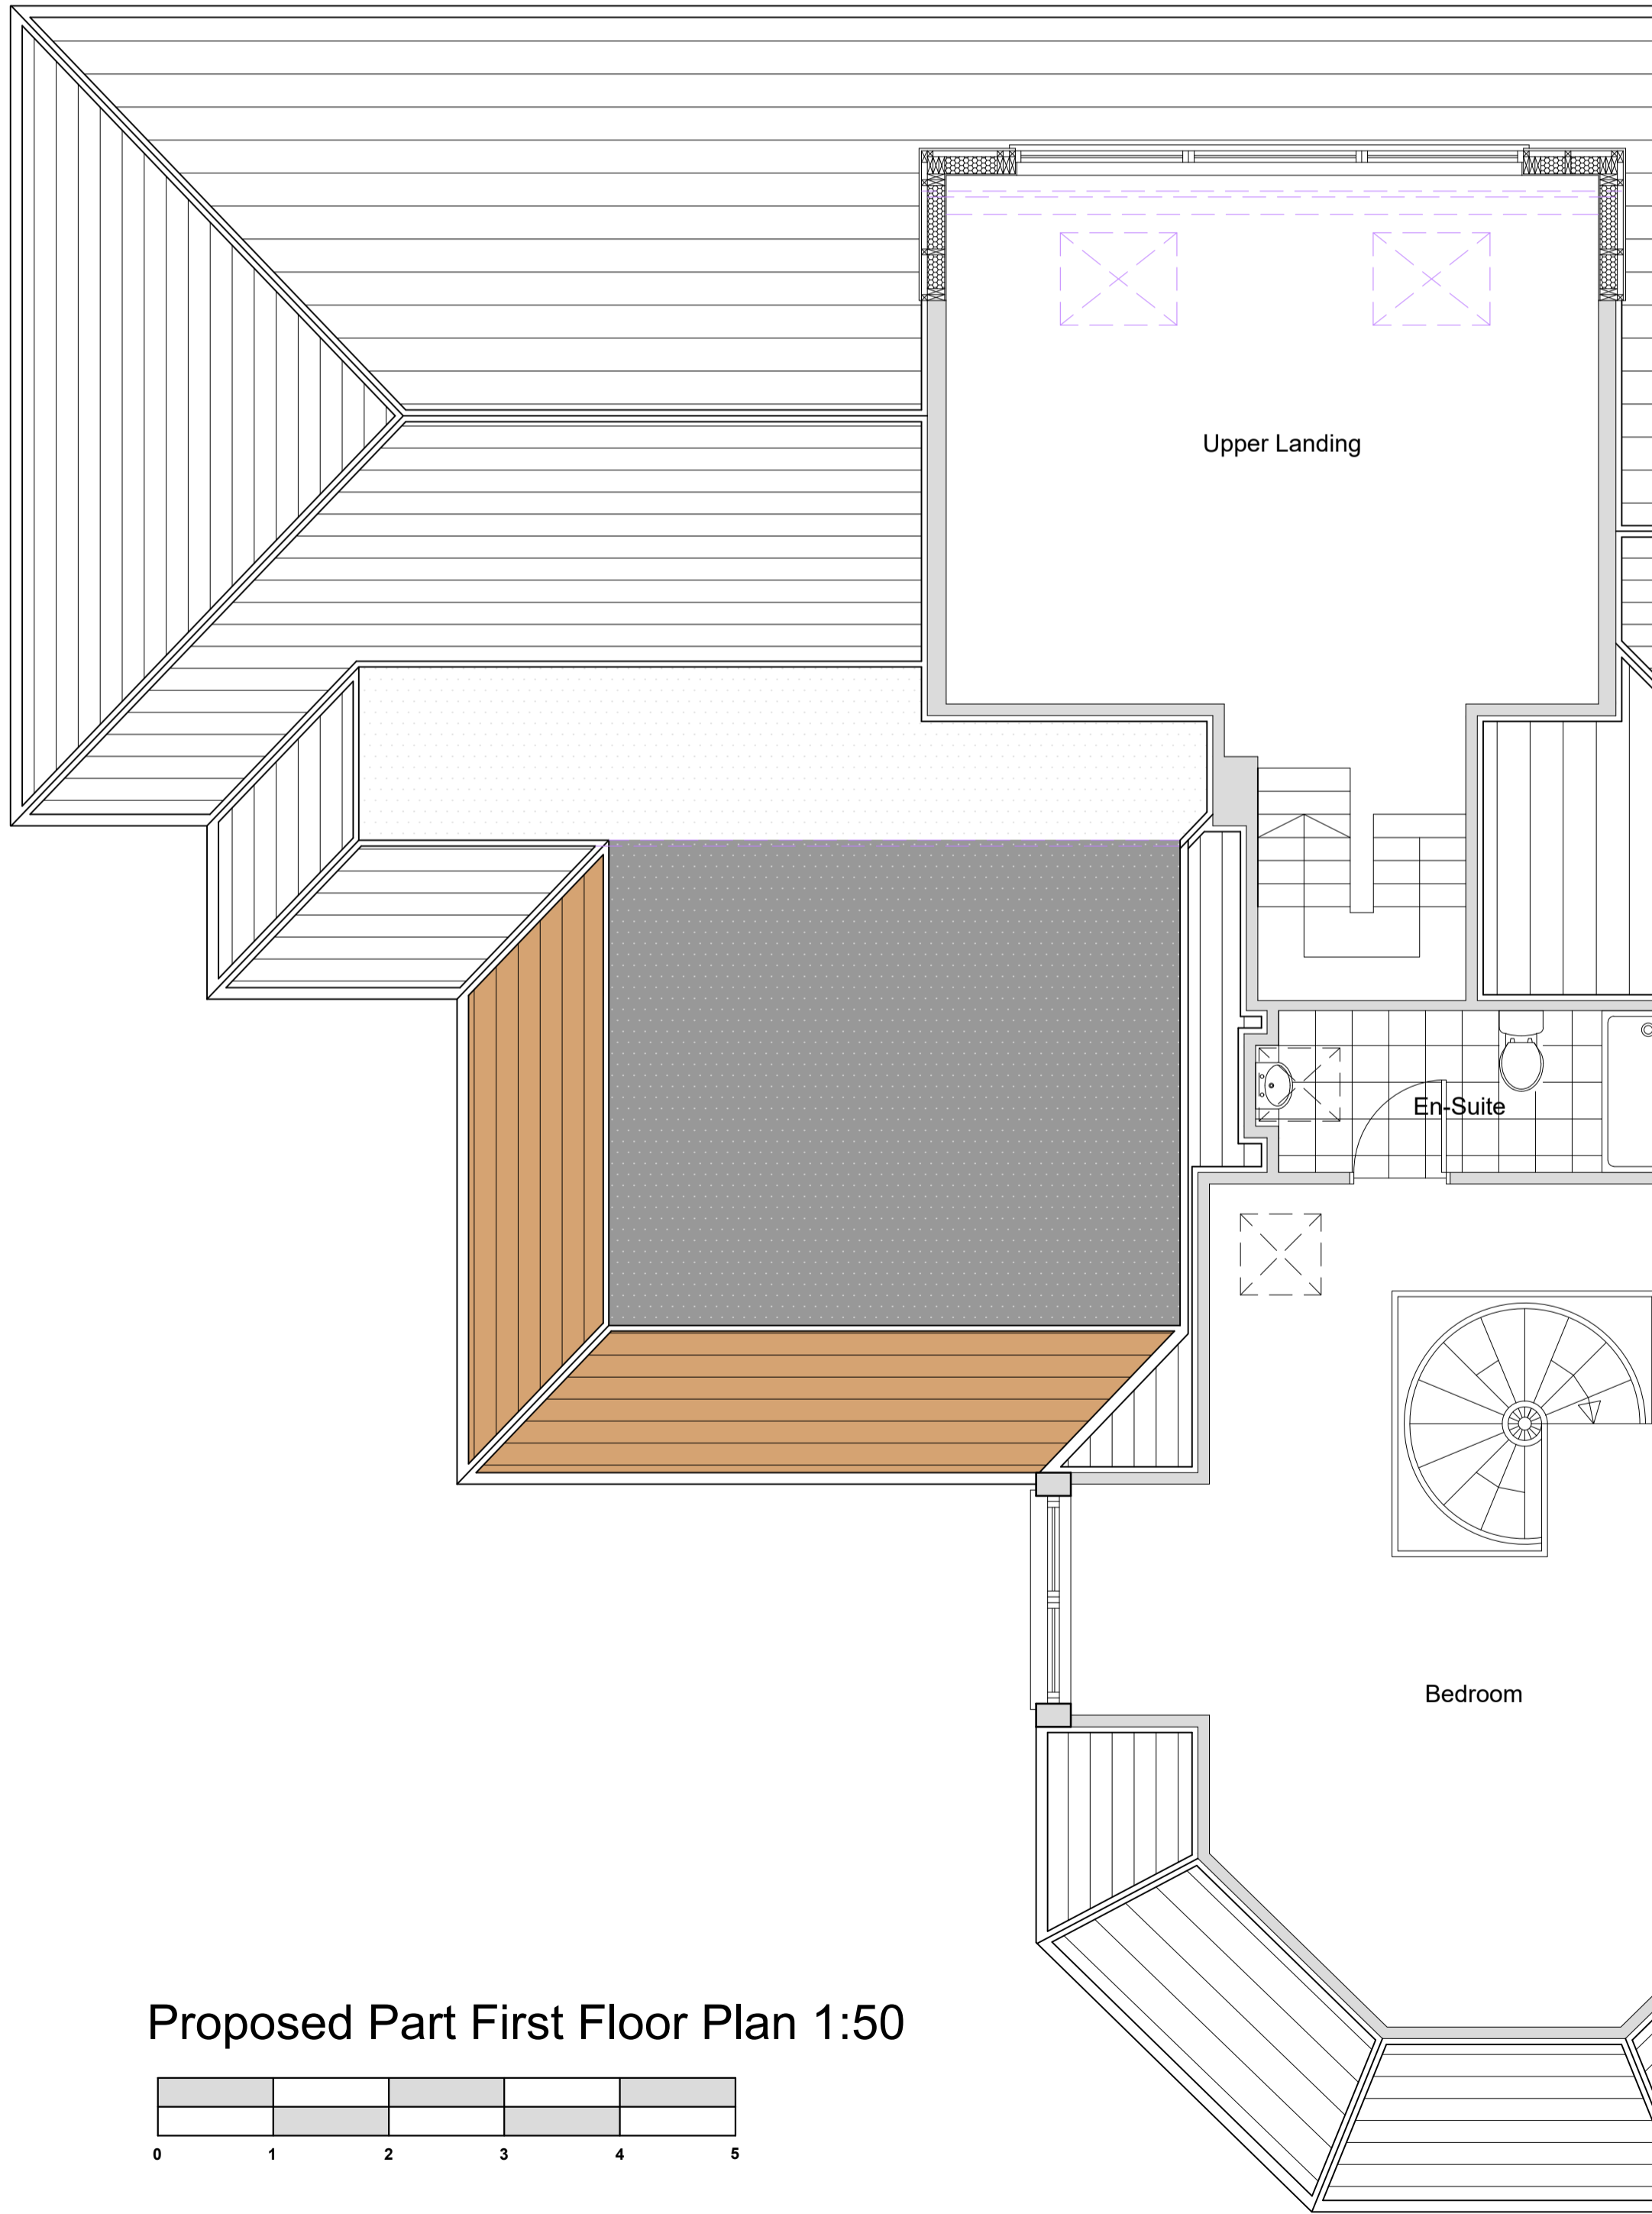 Upper Landing
En-Suite
Bedroom
Proposed Part First Floor Plan 1:50
0 1 2 3 4 5